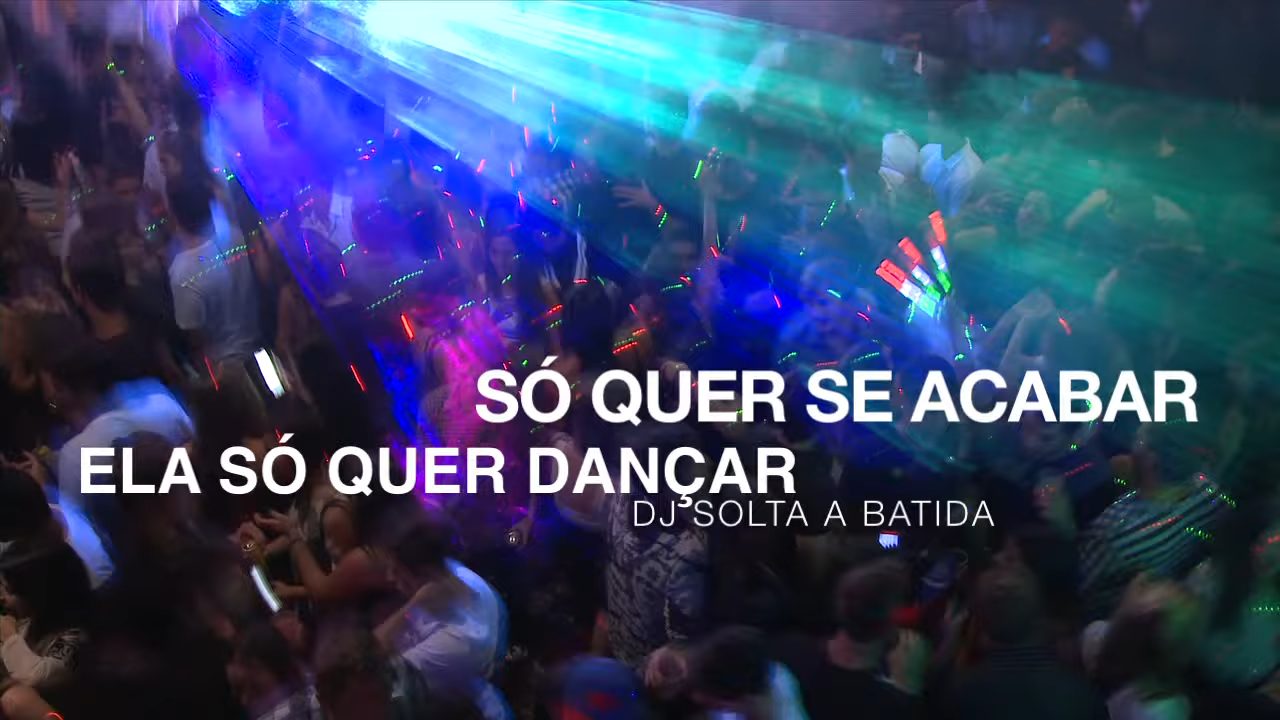 SÓ QUER SE ACABAR
ELA SÓ QUER DANÇAR
DJ SOLTA A BATIDA